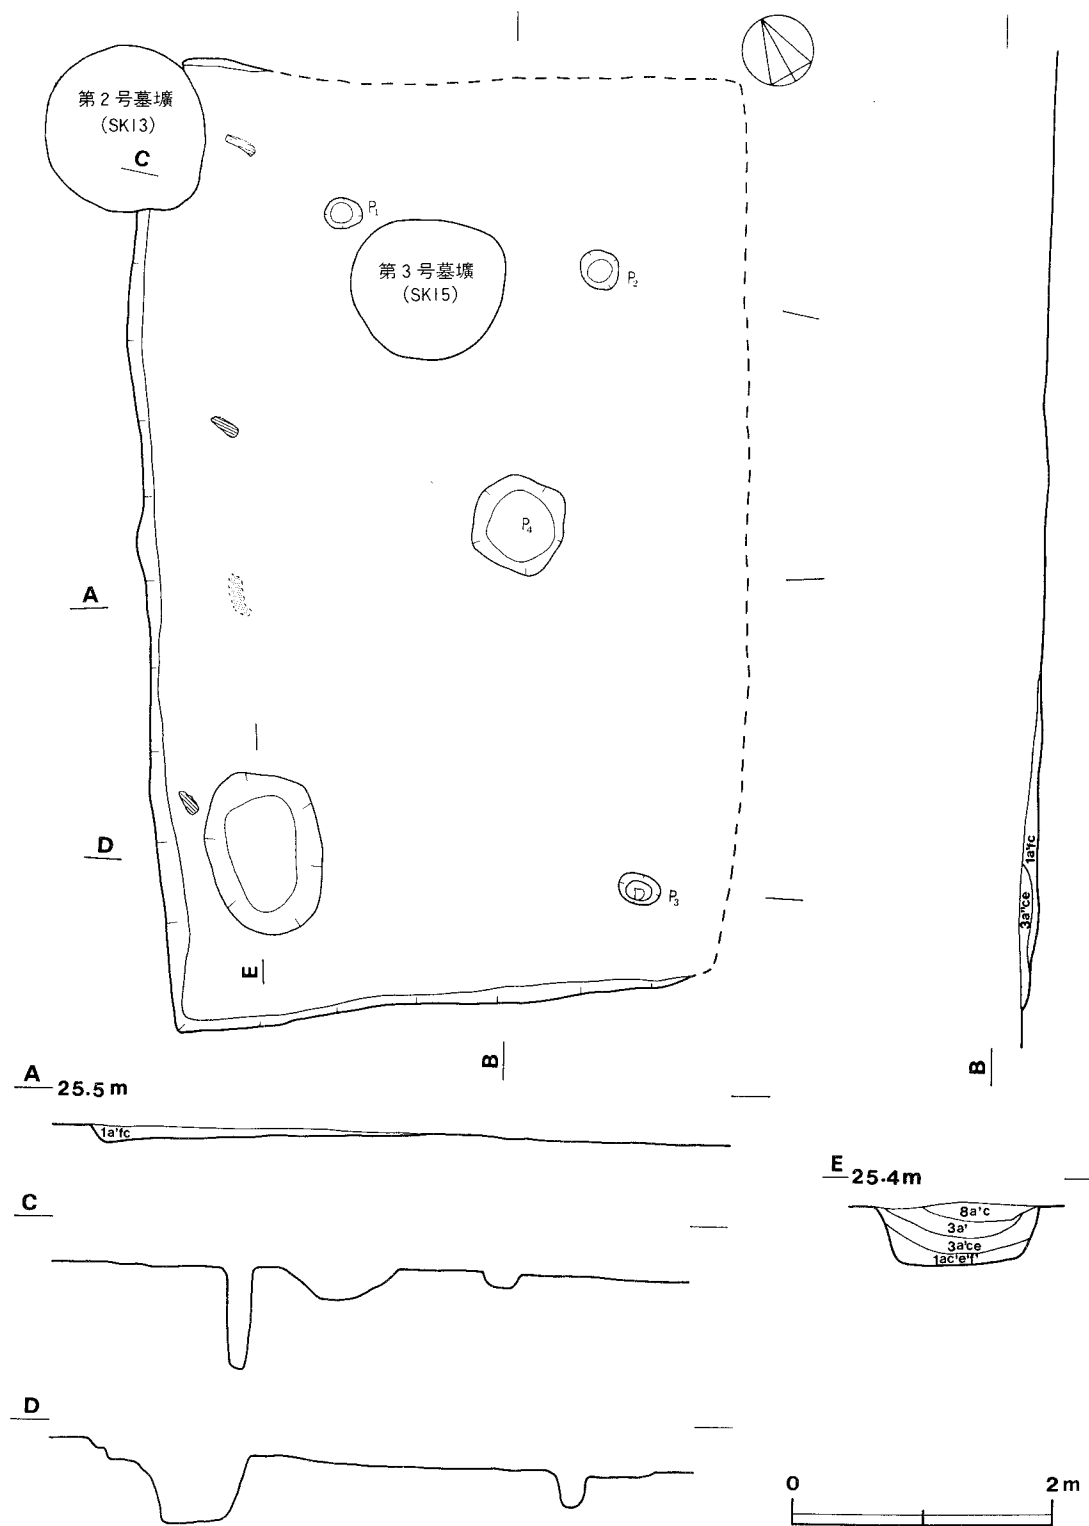 第2号墓壙
(SK13)
C
P1
第3号墓壙
(SK15)
P2
P4
A
D
P3
E
B
1a'fc
3a"ce
B
A 25.5m
1a'fc
C
D
E 25.4m
8a'c
3a'
3a'ce
1ac'e'f'
0 2m